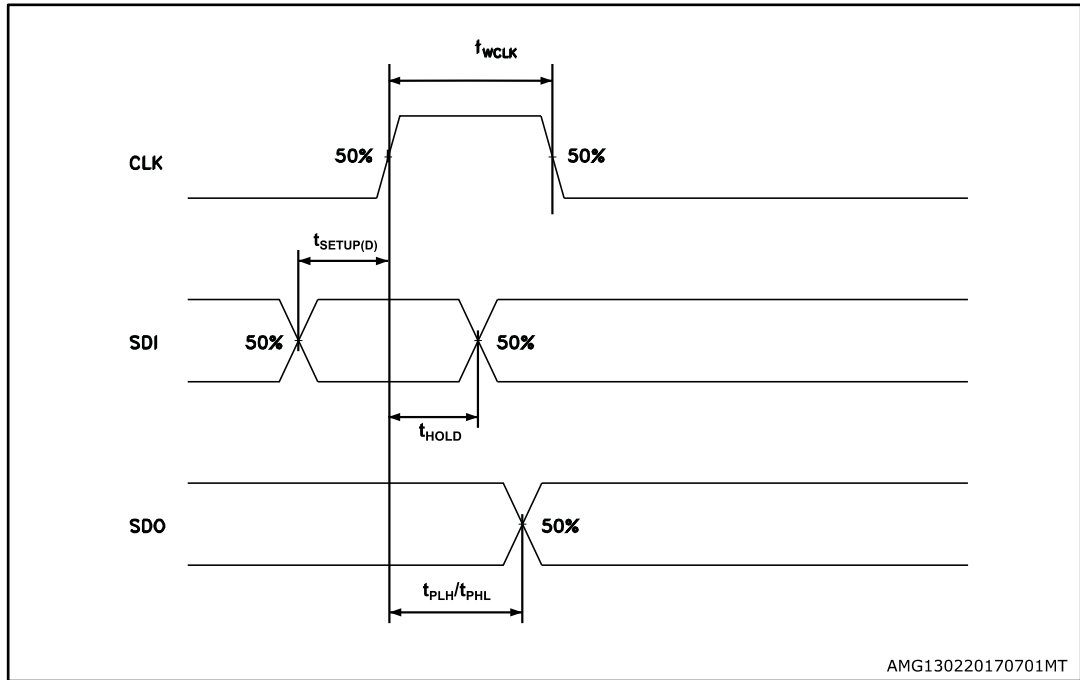 tWCLK
50%
50%
CLK
tSETUP(D)
SDI
50%
50%
tHOLD
SDO
50%
tPLH/tPHL
AMG130220170701MT